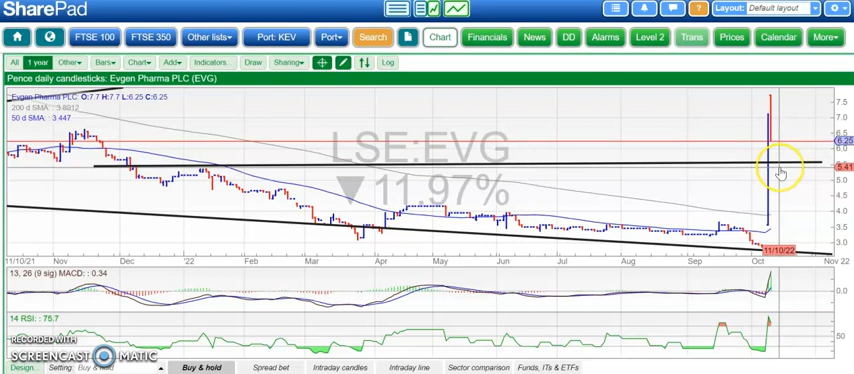 SharePad
Layout: Default layout
FTSE 100 FTSE 350 Other lists Port: KEV Port Search Chart Financials News DD Alarms Level 2 Trans Prices Calendar More
All 1 year Other Bars Chart Add Indicators Draw Sharing Log
Pence daily candlesticks: Evgen Pharma PLC (EVG)
Evgen Pharma PLC O:7.7 H:7.7 L:6.25 C:6.25
200 d SMA : 3.8912
50 d SMA : 3.447
LSE:EVG
▼11.97%
7.5
7.0
6.5
6.25
6.0
5.41
5.0
4.5
4.0
3.5
3.0
11/10/22
11/10/21 Nov Dec '22 Feb Mar Apr May Jun Jul Aug Sep Oct Nov 22
13, 26 (9 sig) MACD: : 0.34
0.0
14 RSI: : 75.7
50
RECORDED WITH
SCREENCAST MATIC
Design... Setting: Buy & hold Buy & hold Spread bet Intraday candles Intraday line Sector comparison Funds, ITs & ETFs